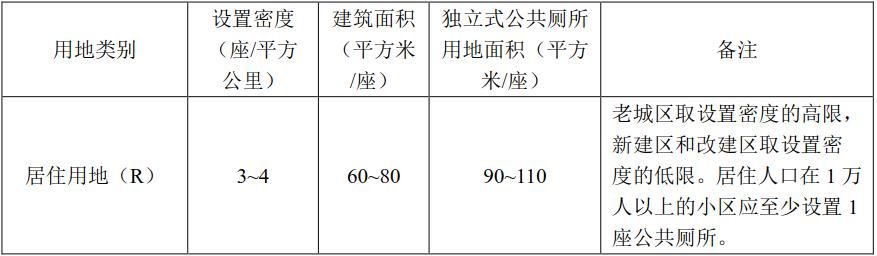 用地类别
设置密度
（座/平方
公里）
建筑面积
（平方米
/座）
独立式公共厕所
用地面积（平方
米/座）
备注
居住用地（R）
3~4
60~80
90~110
老城区取设置密度的高限，
新建区和改建区取设置密
度的低限。居住人口在 1 万
人以上的小区应至少设置 1
座公共厕所。